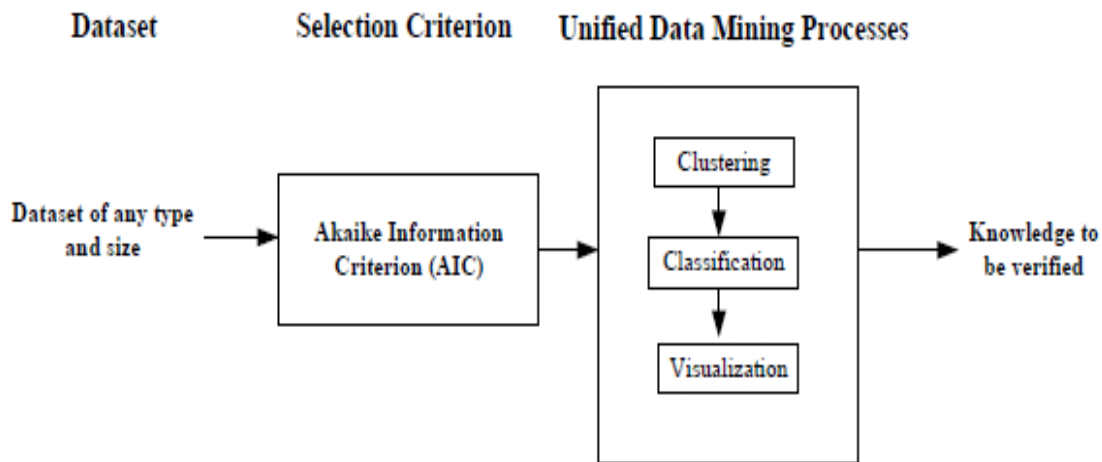 Dataset
Selection Criterion
Unified Data Mining Processes
Dataset of any type
and size
Akaike Information
Criterion (AIC)
Clustering
Classification
Visualization
Knowledge to
be verified